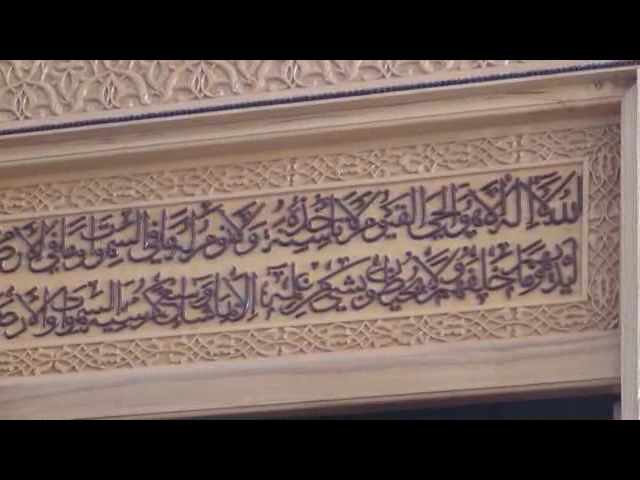 الله لا إله إلا هو الحي القيوم لا تأخذه سنة ولا نوم له ما في السموات وما في الأرض
أيديهم وما خلفهم ولا يحيطون بشيء من علمه إلا بما شاء وسع كرسيه السموات والأرض